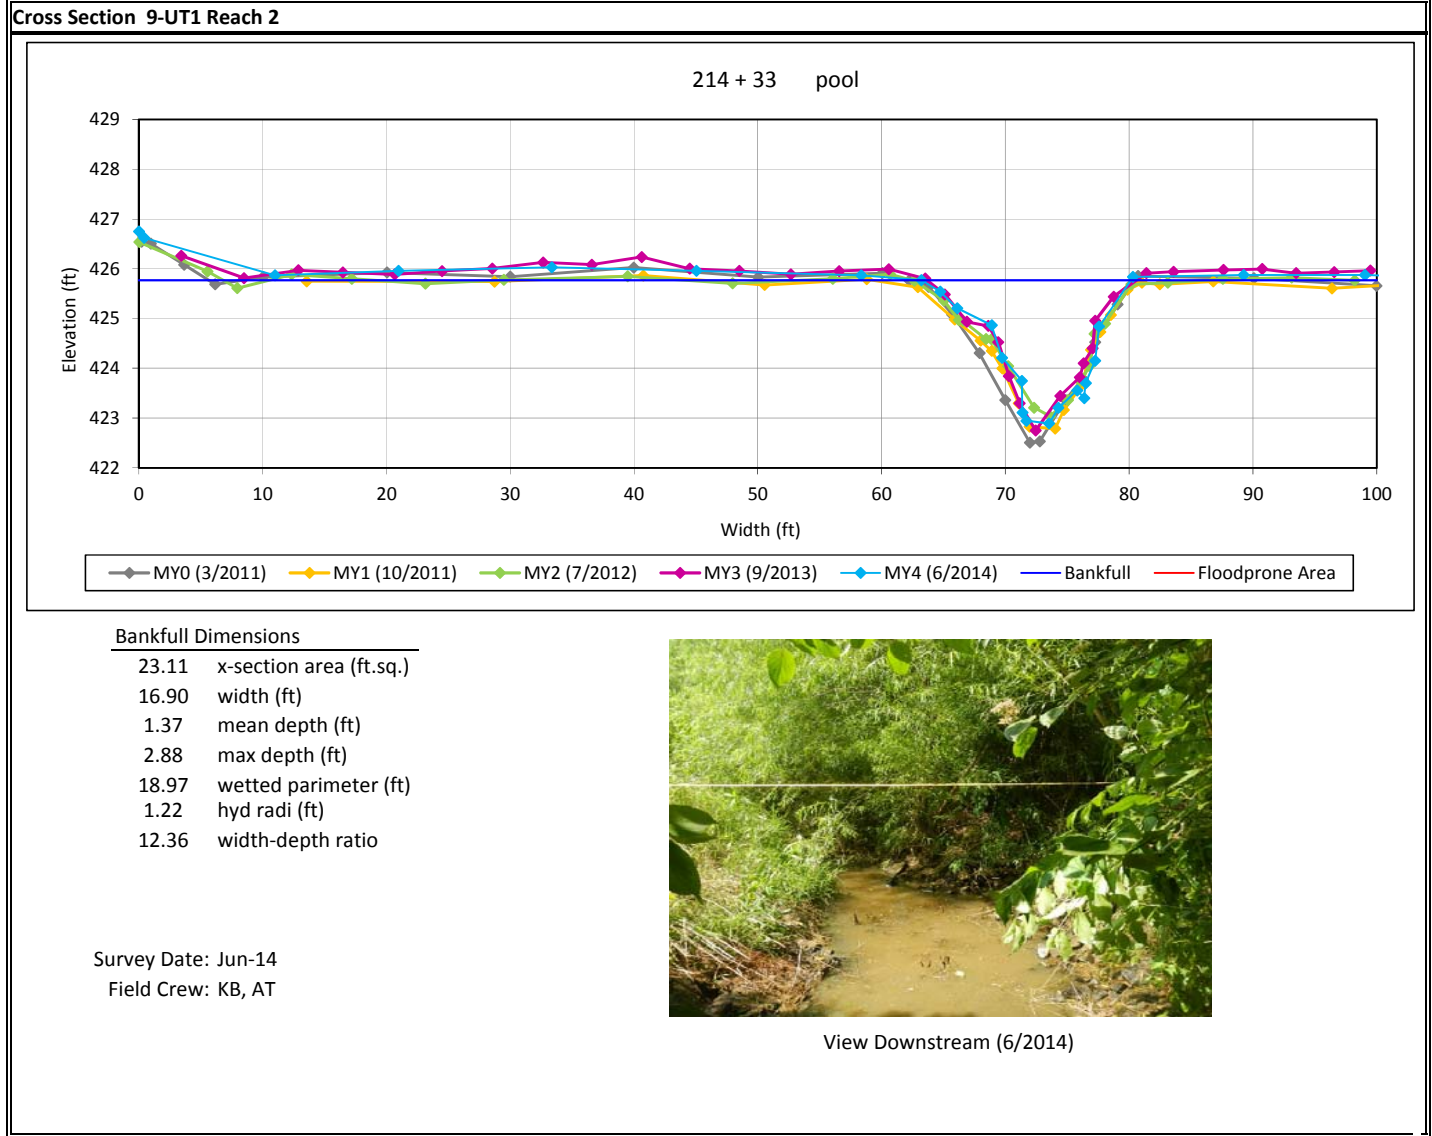 Cross Section 9-UT1 Reach 2
214 + 33 pool
429
428
427
426
425
424
423
422
Elevation (ft)
0 10 20 30 40 50 60 70 80 90 100
Width (ft)
MY0 (3/2011) MY1 (10/2011) MY2 (7/2012) MY3 (9/2013) MY4 (6/2014) Bankfull Floodprone Area
Bankfull Dimensions
23.11 x-section area (ft.sq.)
16.90 width (ft)
1.37 mean depth (ft)
2.88 max depth (ft)
18.97 wetted parimeter (ft)
1.22 hyd radi (ft)
12.36 width-depth ratio
Survey Date: Jun-14
Field Crew: KB, AT
View Downstream (6/2014)